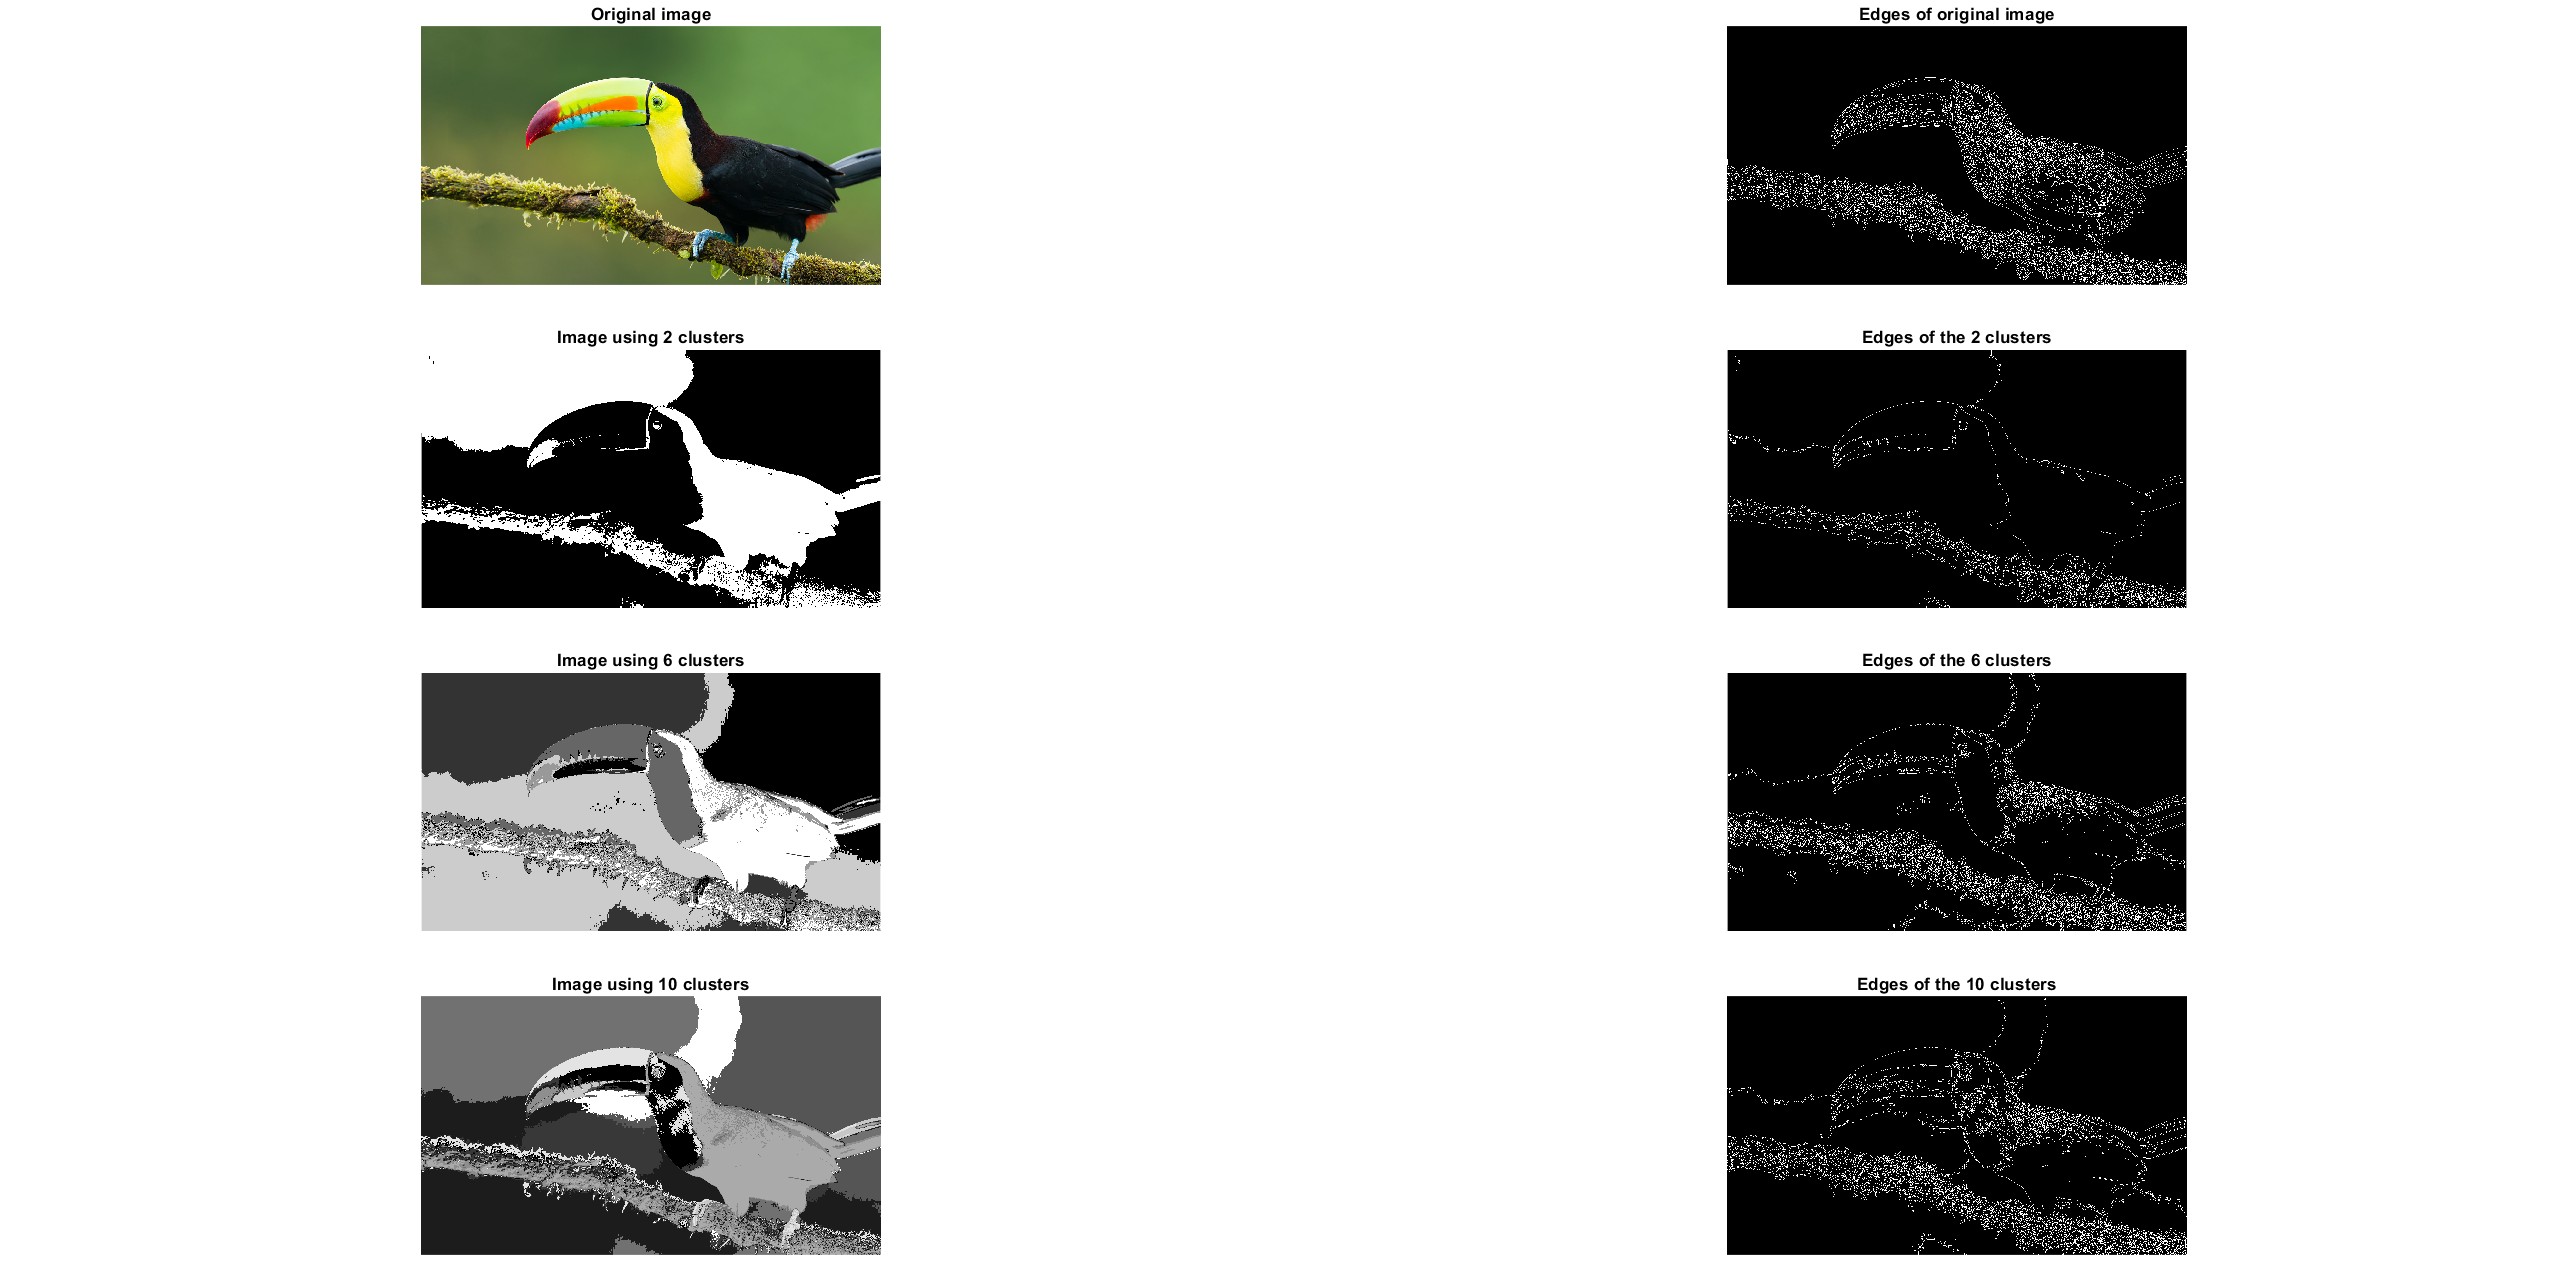 Original image
Edges of original image
Image using 2 clusters
Edges of the 2 clusters
Image using 6 clusters
Edges of the 6 clusters
Image using 10 clusters
Edges of the 10 clusters